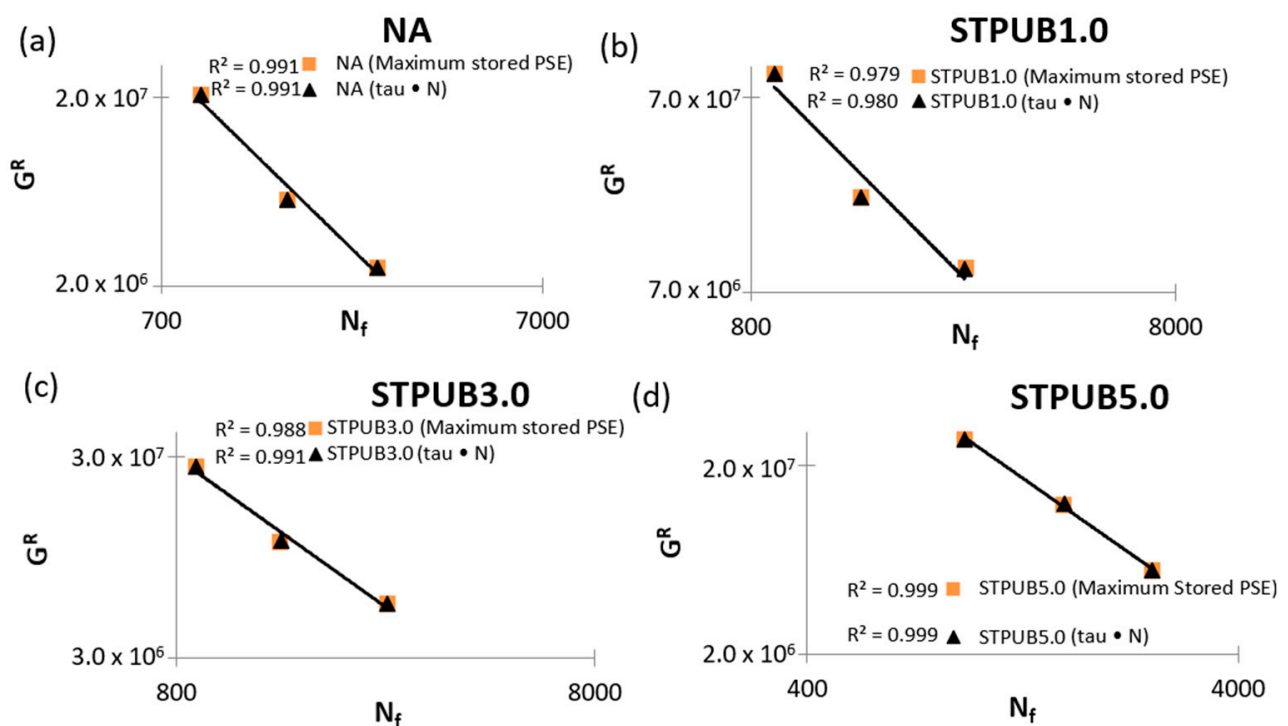 (a)
NA
R² = 0.991 NA (Maximum stored PSE)
R² = 0.991 NA (tau • N)
2.0 x 10⁷
Gᴿ
2.0 x 10⁶
700
N_f
7000
(b)
STPUB1.0
R² = 0.979 STPUB1.0 (Maximum stored PSE)
R² = 0.980 STPUB1.0 (tau • N)
7.0 x 10⁷
Gᴿ
7.0 x 10⁶
800
N_f
8000
(c)
STPUB3.0
R² = 0.988 STPUB3.0 (Maximum stored PSE)
R² = 0.991 STPUB3.0 (tau • N)
3.0 x 10⁷
Gᴿ
3.0 x 10⁶
800
N_f
8000
(d)
STPUB5.0
2.0 x 10⁷
Gᴿ
R² = 0.999 STPUB5.0 (Maximum Stored PSE)
R² = 0.999 STPUB5.0 (tau • N)
2.0 x 10⁶
400
N_f
4000